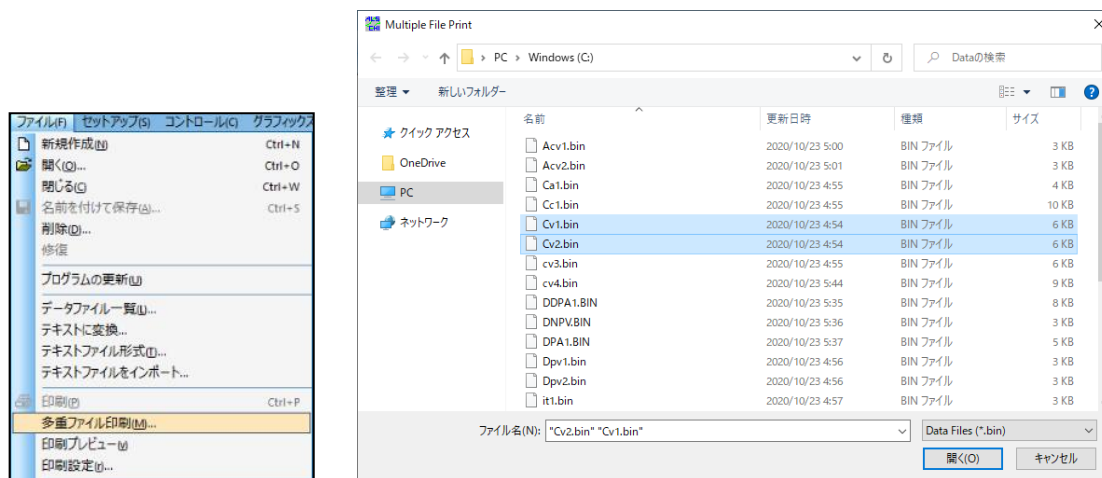 ファイル(F) セットアップ(S) コントロール(C) グラフィックス
新規作成(N) Ctrl+N
開く(O)... Ctrl+O
閉じる(C) Ctrl+W
名前を付けて保存(A)... Ctrl+S
削除(D)...
修復
プログラムの更新(U)
データファイル一覧(L)...
テキストに変換...
テキストファイル形式(T)...
テキストファイルをインポート...
印刷(P) Ctrl+P
多重ファイル印刷(M)...
印刷プレビュー(V)
印刷設定(r)...
Multiple File Print
PC › Windows (C:) Dataの検索
整理 新しいフォルダー
名前 更新日時 種類 サイズ
クイック アクセス
OneDrive
PC
ネットワーク
Acv1.bin 2020/10/23 5:00 BIN ファイル 3 KB
Acv2.bin 2020/10/23 5:01 BIN ファイル 3 KB
Ca1.bin 2020/10/23 4:55 BIN ファイル 4 KB
Cc1.bin 2020/10/23 4:55 BIN ファイル 10 KB
Cv1.bin 2020/10/23 4:54 BIN ファイル 6 KB
Cv2.bin 2020/10/23 4:54 BIN ファイル 6 KB
cv3.bin 2020/10/23 4:55 BIN ファイル 6 KB
cv4.bin 2020/10/23 5:44 BIN ファイル 9 KB
DDPA1.BIN 2020/10/23 5:35 BIN ファイル 8 KB
DNPV.BIN 2020/10/23 5:36 BIN ファイル 3 KB
DPA1.BIN 2020/10/23 5:37 BIN ファイル 5 KB
Dpv1.bin 2020/10/23 4:56 BIN ファイル 3 KB
Dpv2.bin 2020/10/23 4:56 BIN ファイル 3 KB
it1.bin 2020/10/23 4:57 BIN ファイル 3 KB
ファイル名(N): "Cv2.bin" "Cv1.bin" Data Files (*.bin)
開く(O) キャンセル